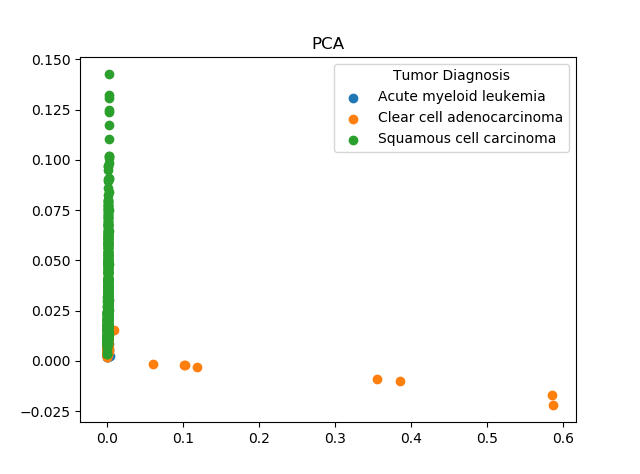 PCA
Tumor Diagnosis
Acute myeloid leukemia
Clear cell adenocarcinoma
Squamous cell carcinoma
0.150
0.125
0.100
0.075
0.050
0.025
0.000
−0.025
0.0 0.1 0.2 0.3 0.4 0.5 0.6